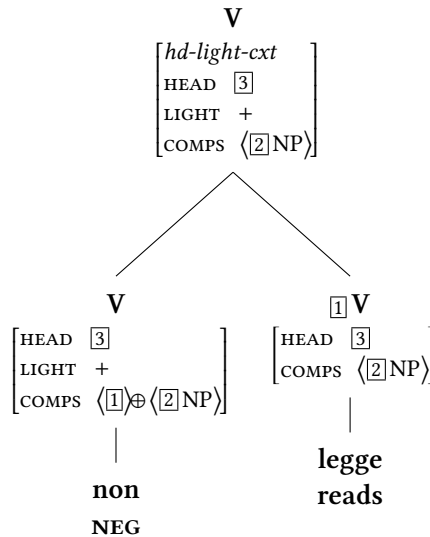 V
hd-light-cxt
HEAD 3
LIGHT +
COMPS ⟨2 NP⟩
V
HEAD 3
LIGHT +
COMPS ⟨1⟩⊕⟨2 NP⟩
non
NEG
1 V
HEAD 3
COMPS ⟨2 NP⟩
legge
reads